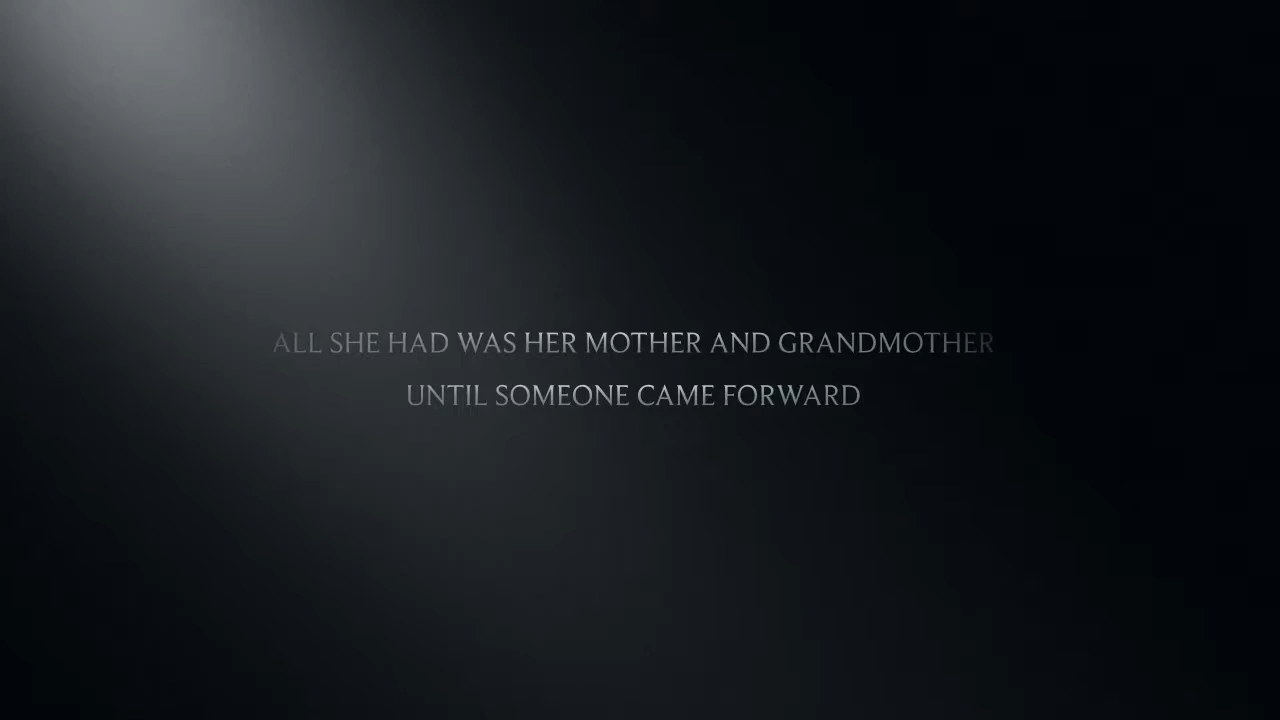 ALL SHE HAD WAS HER MOTHER AND GRANDMOTHER
UNTIL SOMEONE CAME FORWARD